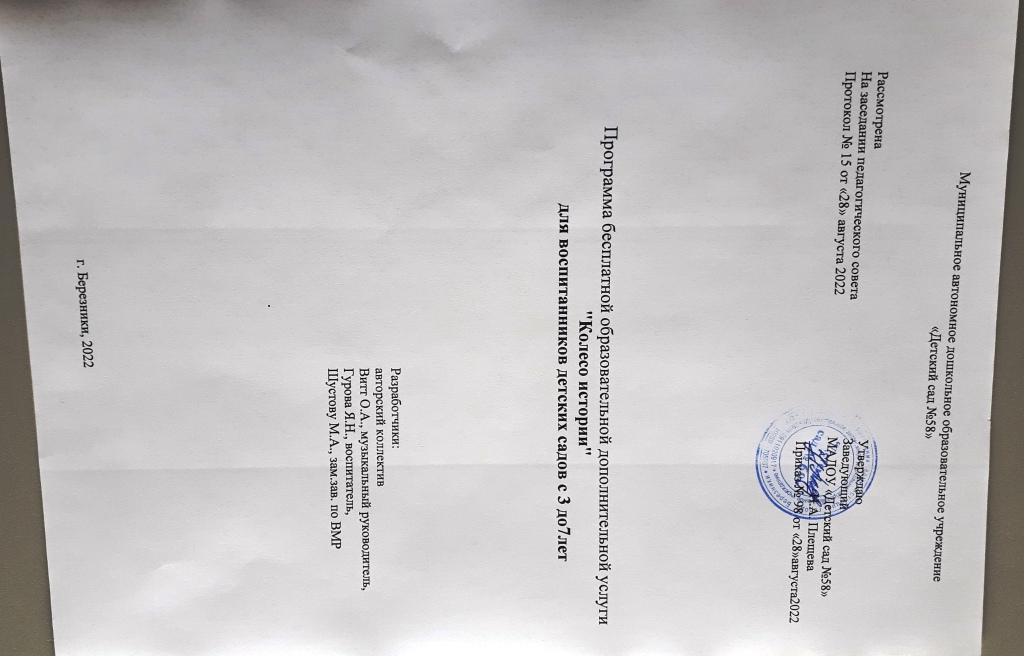 Муниципальное автономное дошкольное образовательное учреждение
«Детский сад №58»
Рассмотрена
На заседании педагогического совета
Протокол № 15 от «28» августа 2022
Утверждаю
Заведующий
МАДОУ «Детский сад №58»
Плещева
Приказ № 98 от «28»августа2022
Программа бесплатной образовательной дополнительной услуги
"Колесо истории"
для воспитанников детских садов с 3 до7лет
Разработчики:
авторский коллектив
Витт О.А., музыкальный руководитель,
Гурова Я.Н., воспитатель,
Шустову М.А., зам.зав. по ВМР
г. Березники, 2022